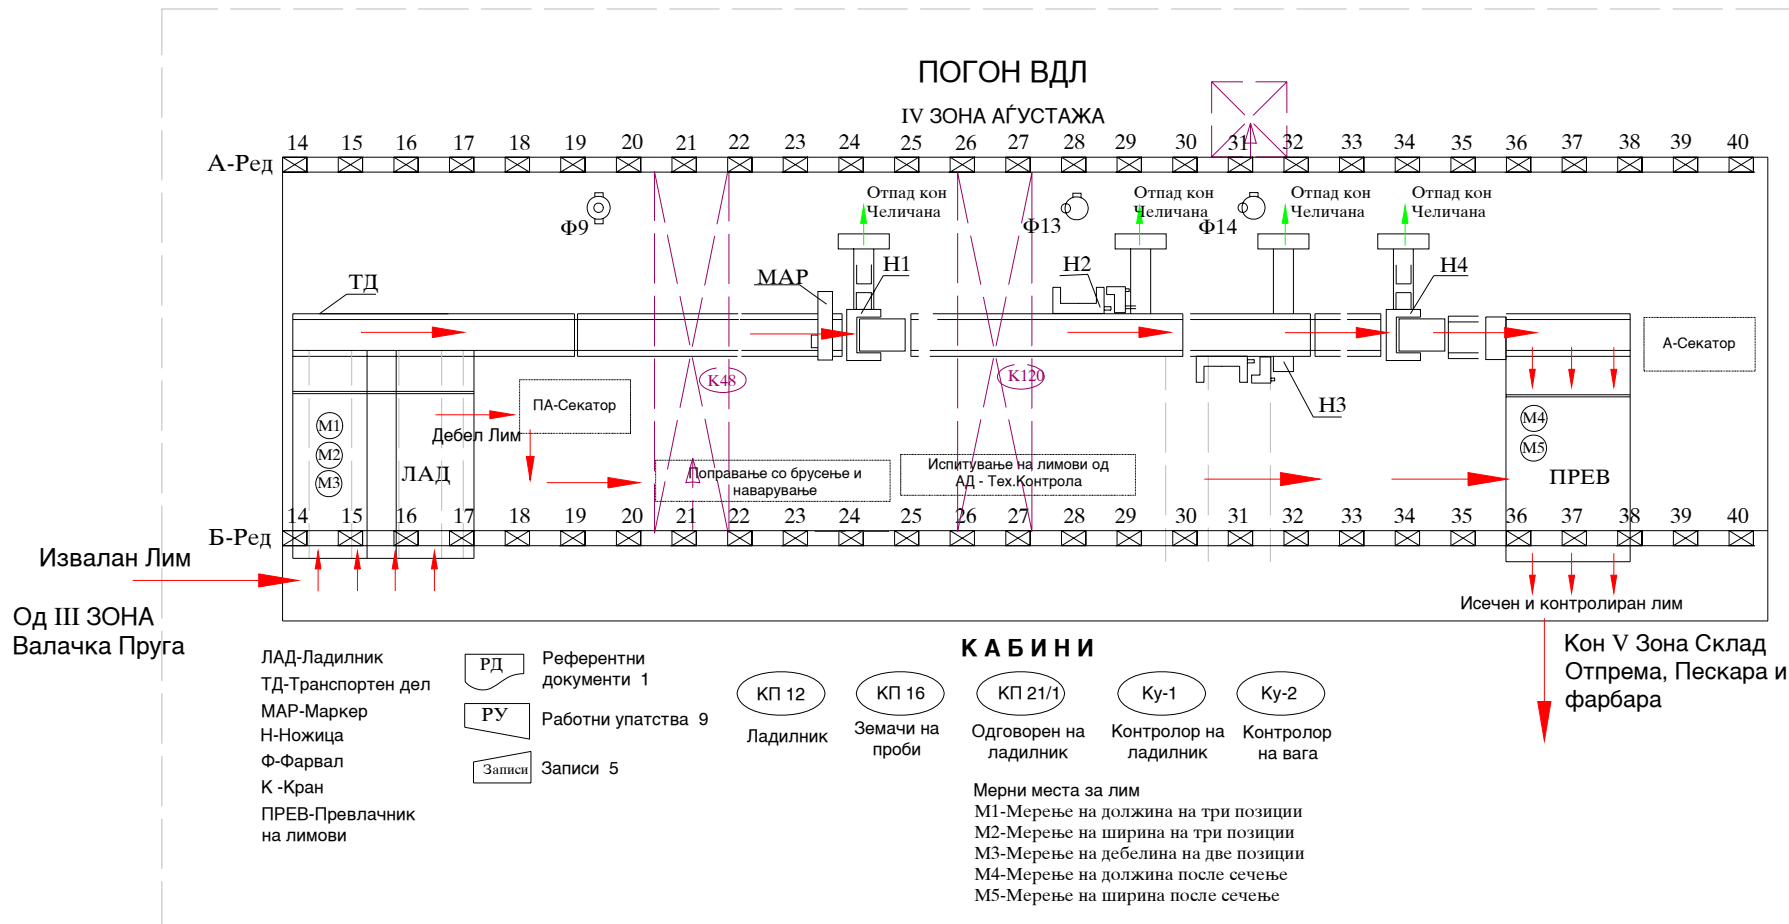 ПОГОН ВДЛ
IV ЗОНА АЃУСТАЖА
14 15 16 17 18 19 20 21 22 23 24 25 26 27 28 29 30 31 32 33 34 35 36 37 38 39 40
А-Ред
Отпад кон
Челичана
Отпад кон
Челичана
Отпад кон
Челичана
Отпад кон
Челичана
Ф9
Ф13
Ф14
ТД
МАР
Н1
Н2
Н4
К48
К120
Н3
А-Секатор
ПА-Секатор
Дебел Лим
М1
М2
М3
ЛАД
Поправање со брусење и
наварување
Испитување на лимови од
АД - Тех.Контрола
М4
М5
ПРЕВ
14 15 16 17 18 19 20 21 22 23 24 25 26 27 28 29 30 31 32 33 34 35 36 37 38 39 40
Б-Ред
Извалан Лим
Од III ЗОНА
Валачка Пруга
Исечен и контролиран лим
Кон V Зона Склад
Отпрема, Пескара и
фарбара
ЛАД-Ладилник
ТД-Транспортен дел
МАР-Маркер
Н-Ножица
Ф-Фарвал
К -Кран
ПРЕВ-Превлачник
на лимови
РД
Референтни
документи 1
РУ
Работни упатства 9
Записи
Записи 5
КАБИНИ
КП 12
Ладилник
КП 16
Земачи на
проби
КП 21/1
Одговорен на
ладилник
Ку-1
Контролор на
ладилник
Ку-2
Контролор
на вага
Мерни места за лим
М1-Мерење на должина на три позиции
М2-Мерење на ширина на три позиции
М3-Мерење на дебелина на две позиции
М4-Мерење на должина после сечење
М5-Мерење на ширина после сечење